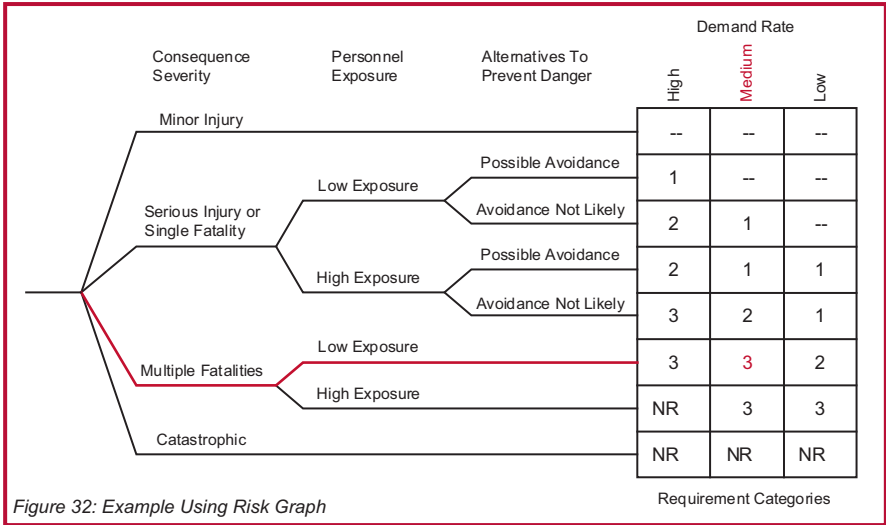 Demand Rate
Consequence
Severity
Personnel
Exposure
Alternatives To
Prevent Danger
High
Medium
Low
Minor Injury
-- -- --
Possible Avoidance
1 -- --
Low Exposure
Serious Injury or
Single Fatality
Avoidance Not Likely
2 1 --
Possible Avoidance
2 1 1
High Exposure
Avoidance Not Likely
3 2 1
Low Exposure
3 3 2
Multiple Fatalities
High Exposure
NR 3 3
Catastrophic
NR NR NR
Figure 32: Example Using Risk Graph
Requirement Categories